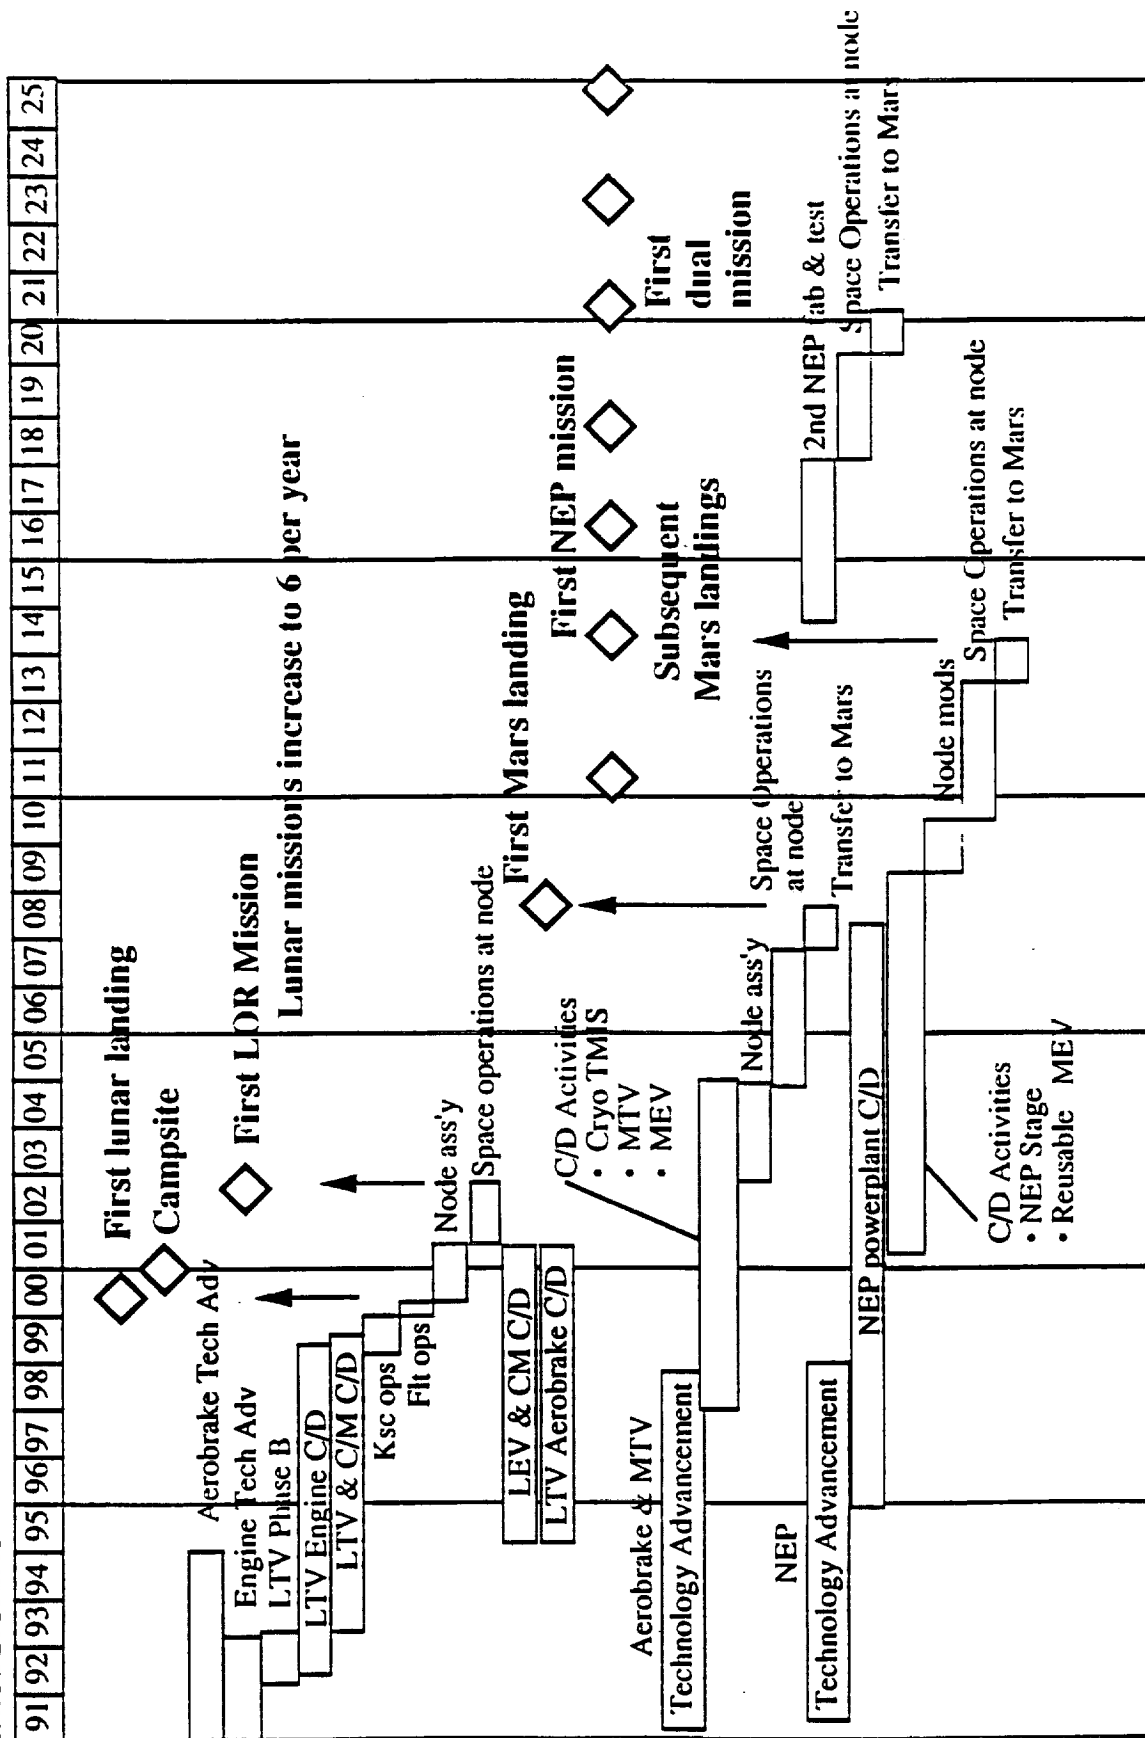 91 92 93 94 95 96 97 98 99 00 01 02 03 04 05 06 07 08 09 10 11 12 13 14 15 16 17 18 19 20 21 22 23 24 25
First lunar landing
Campsite
Aerobrake Tech Adv
First LOR Mission
Engine Tech Adv
LTV Phase B
Lunar missions increase to 6 per year
LTV Engine C/D
LTV & C/M C/D
Ksc ops
Flt ops
Node ass'y
Space operations at node
LEV & CM C/D
LTV Aerobrake C/D
First Mars landing
C/D Activities
• Cryo TMIS
• MTV
• MEV
First NEP mission
Subsequent
Mars landings
First
dual
mission
Aerobrake & MTV
Technology Advancement
Node ass'y
Space Operations
at node
Transfer to Mars
NEP
Technology Advancement
NEP powerplant C/D
2nd NEP fab & test
Space Operations at node
Transfer to Mars
Node mods
Space Operations at node
Transfer to Mars
C/D Activities
• NEP Stage
• Reusable MEV